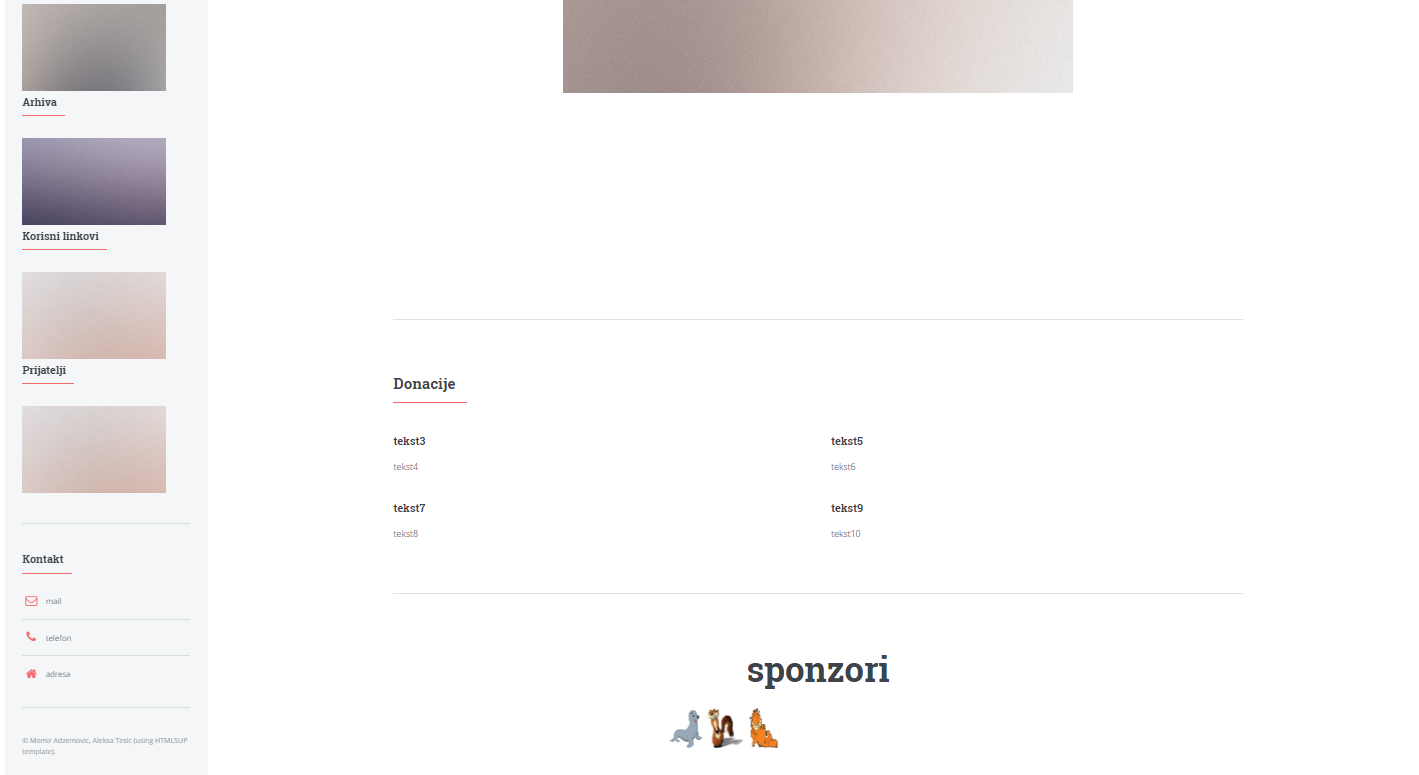 Arhiva
Korisni linkovi
Prijatelji
Kontakt
mail
telefon
adresa
© Momir Adzemovic, Aleksa Tesic (using HTML5UP
template).
Donacije
tekst3
tekst4
tekst5
tekst6
tekst7
tekst8
tekst9
tekst10
sponzori